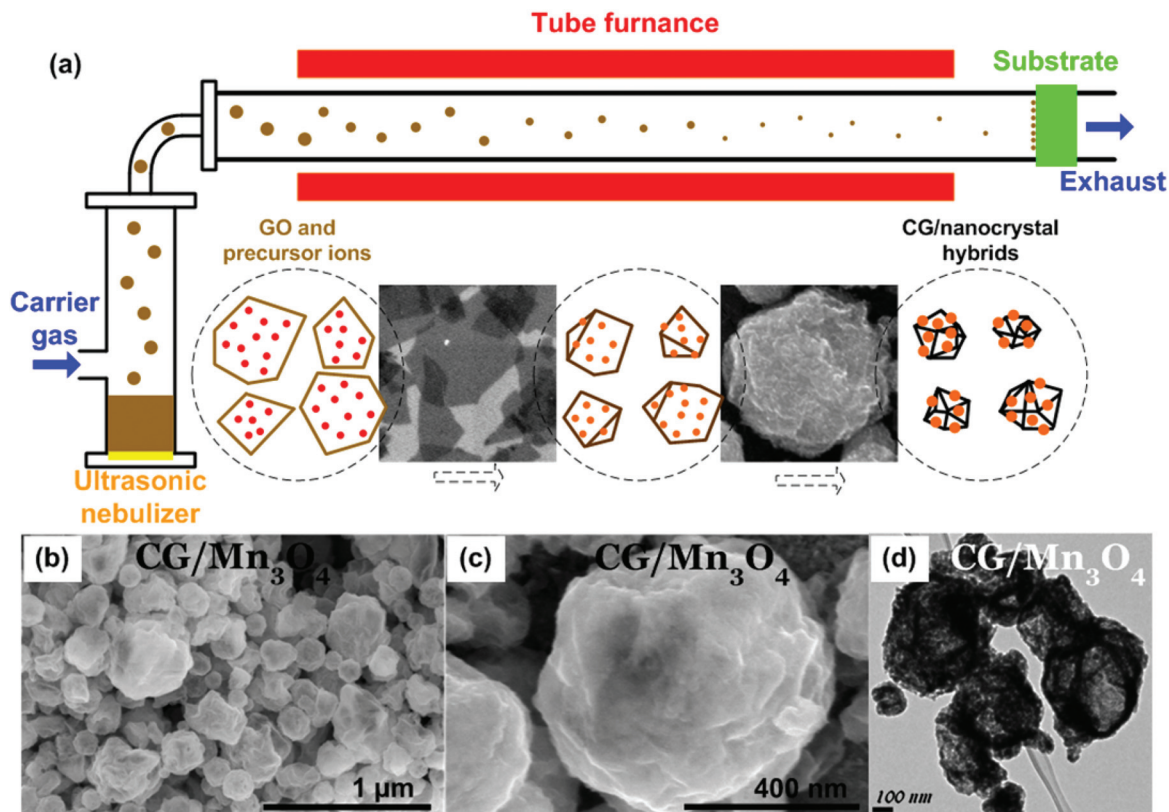 Tube furnance
(a)
Substrate
Exhaust
GO and
precursor ions
CG/nanocrystal
hybrids
Carrier
gas
Ultrasonic
nebulizer
(b)
CG/Mn3O4
1 µm
(c)
CG/Mn3O4
400 nm
(d)
CG/Mn3O4
100 nm